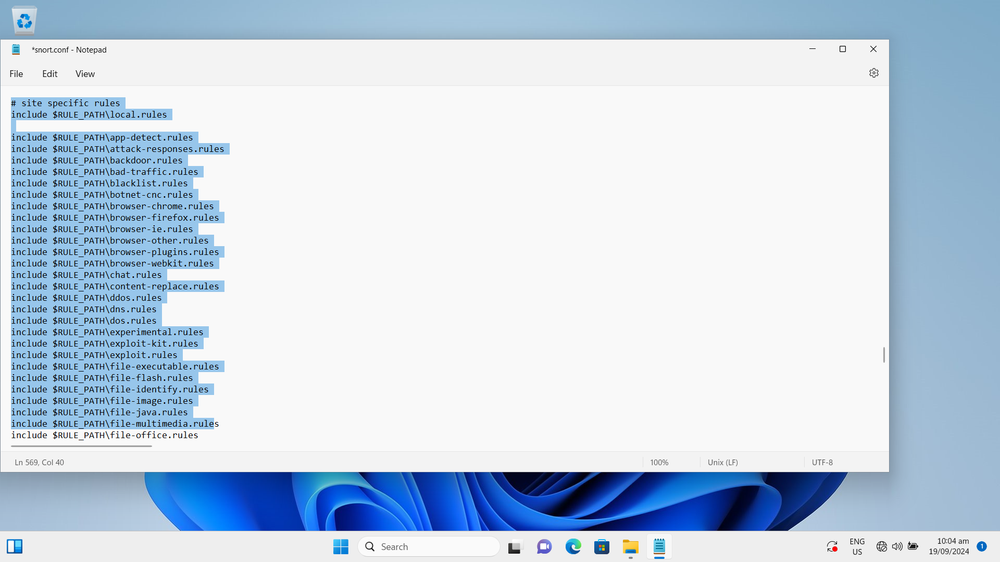 *snort.conf - Notepad
File Edit View
# site specific rules
include $RULE_PATH\local.rules
include $RULE_PATH\app-detect.rules
include $RULE_PATH\attack-responses.rules
include $RULE_PATH\backdoor.rules
include $RULE_PATH\bad-traffic.rules
include $RULE_PATH\blacklist.rules
include $RULE_PATH\botnet-cnc.rules
include $RULE_PATH\browser-chrome.rules
include $RULE_PATH\browser-firefox.rules
include $RULE_PATH\browser-ie.rules
include $RULE_PATH\browser-other.rules
include $RULE_PATH\browser-plugins.rules
include $RULE_PATH\browser-webkit.rules
include $RULE_PATH\chat.rules
include $RULE_PATH\content-replace.rules
include $RULE_PATH\ddos.rules
include $RULE_PATH\dns.rules
include $RULE_PATH\dos.rules
include $RULE_PATH\experimental.rules
include $RULE_PATH\exploit-kit.rules
include $RULE_PATH\exploit.rules
include $RULE_PATH\file-executable.rules
include $RULE_PATH\file-flash.rules
include $RULE_PATH\file-identify.rules
include $RULE_PATH\file-image.rules
include $RULE_PATH\file-java.rules
include $RULE_PATH\file-multimedia.rules
include $RULE_PATH\file-office.rules
Ln 569, Col 40 100% Unix (LF) UTF-8
Search
ENG
US
10:04 am
19/09/2024
1